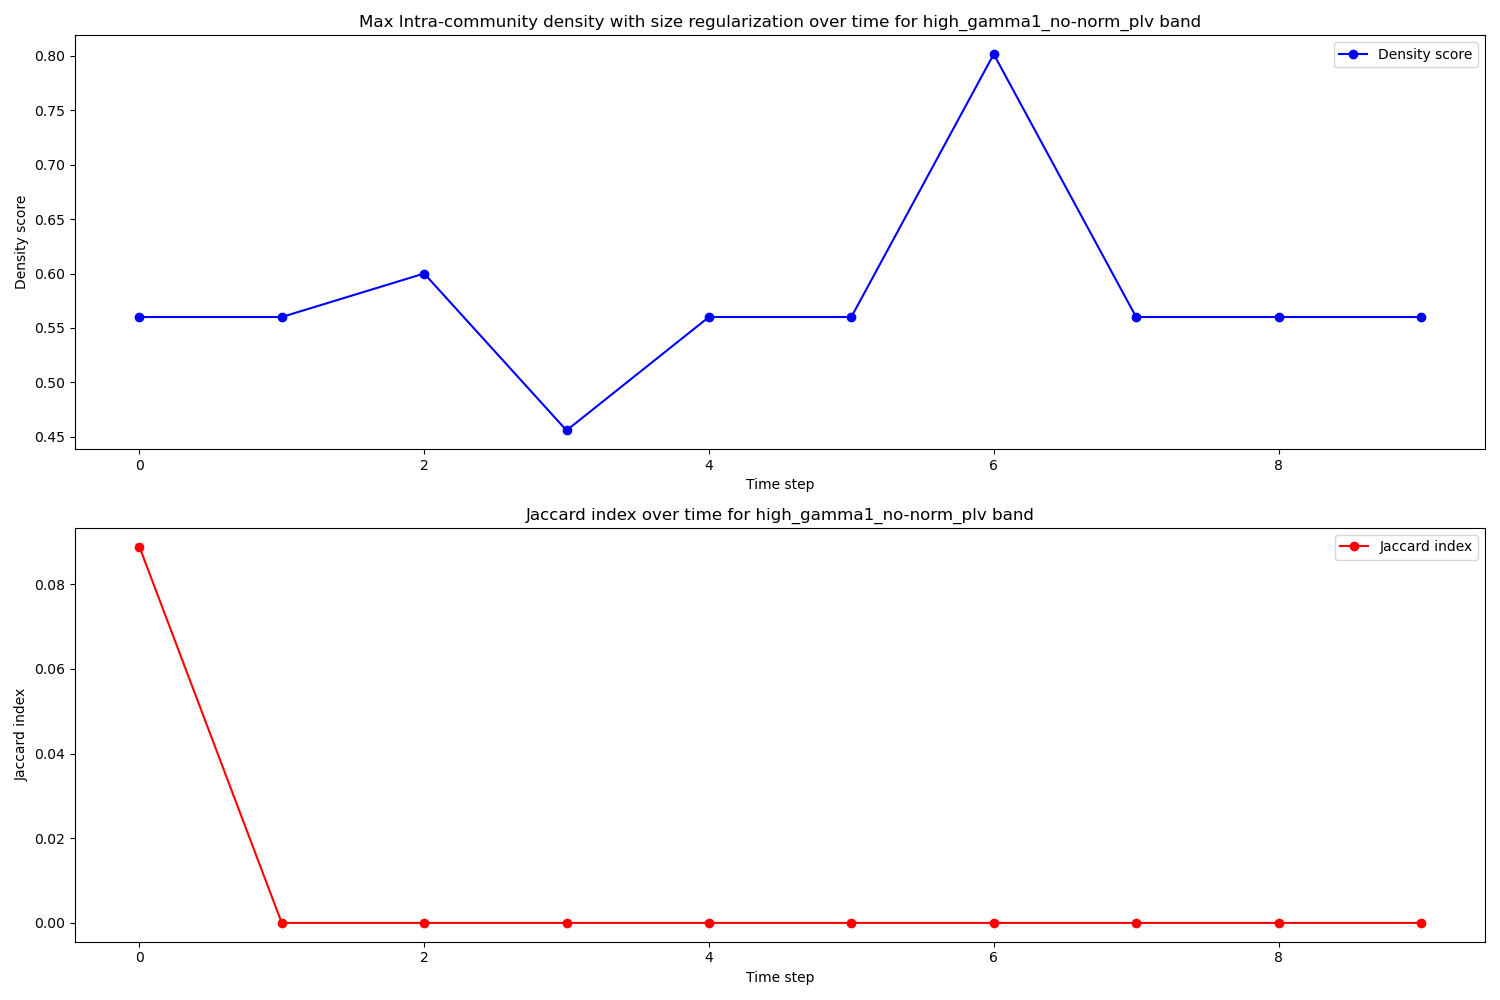 Max Intra-community density with size regularization over time for high_gamma1_no-norm_plv band
Density score
0.80
0.75
0.70
0.65
0.60
0.55
0.50
0.45
Density score
0 2 4 6 8
Time step
Jaccard index over time for high_gamma1_no-norm_plv band
Jaccard index
0.08
0.06
0.04
0.02
0.00
Jaccard index
0 2 4 6 8
Time step